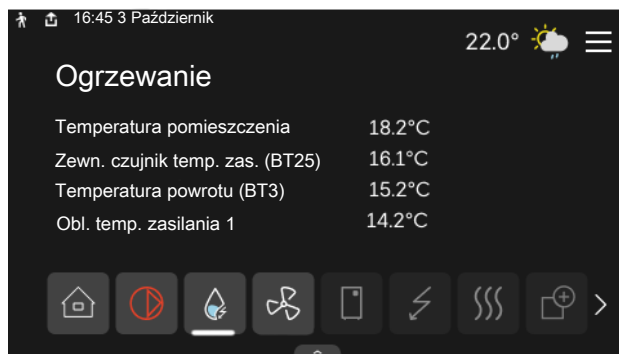 16:45 3 Październik
22.0°
Ogrzewanie
Temperatura pomieszczenia 18.2°C
Zewn. czujnik temp. zas. (BT25) 16.1°C
Temperatura powrotu (BT3) 15.2°C
Obl. temp. zasilania 1 14.2°C